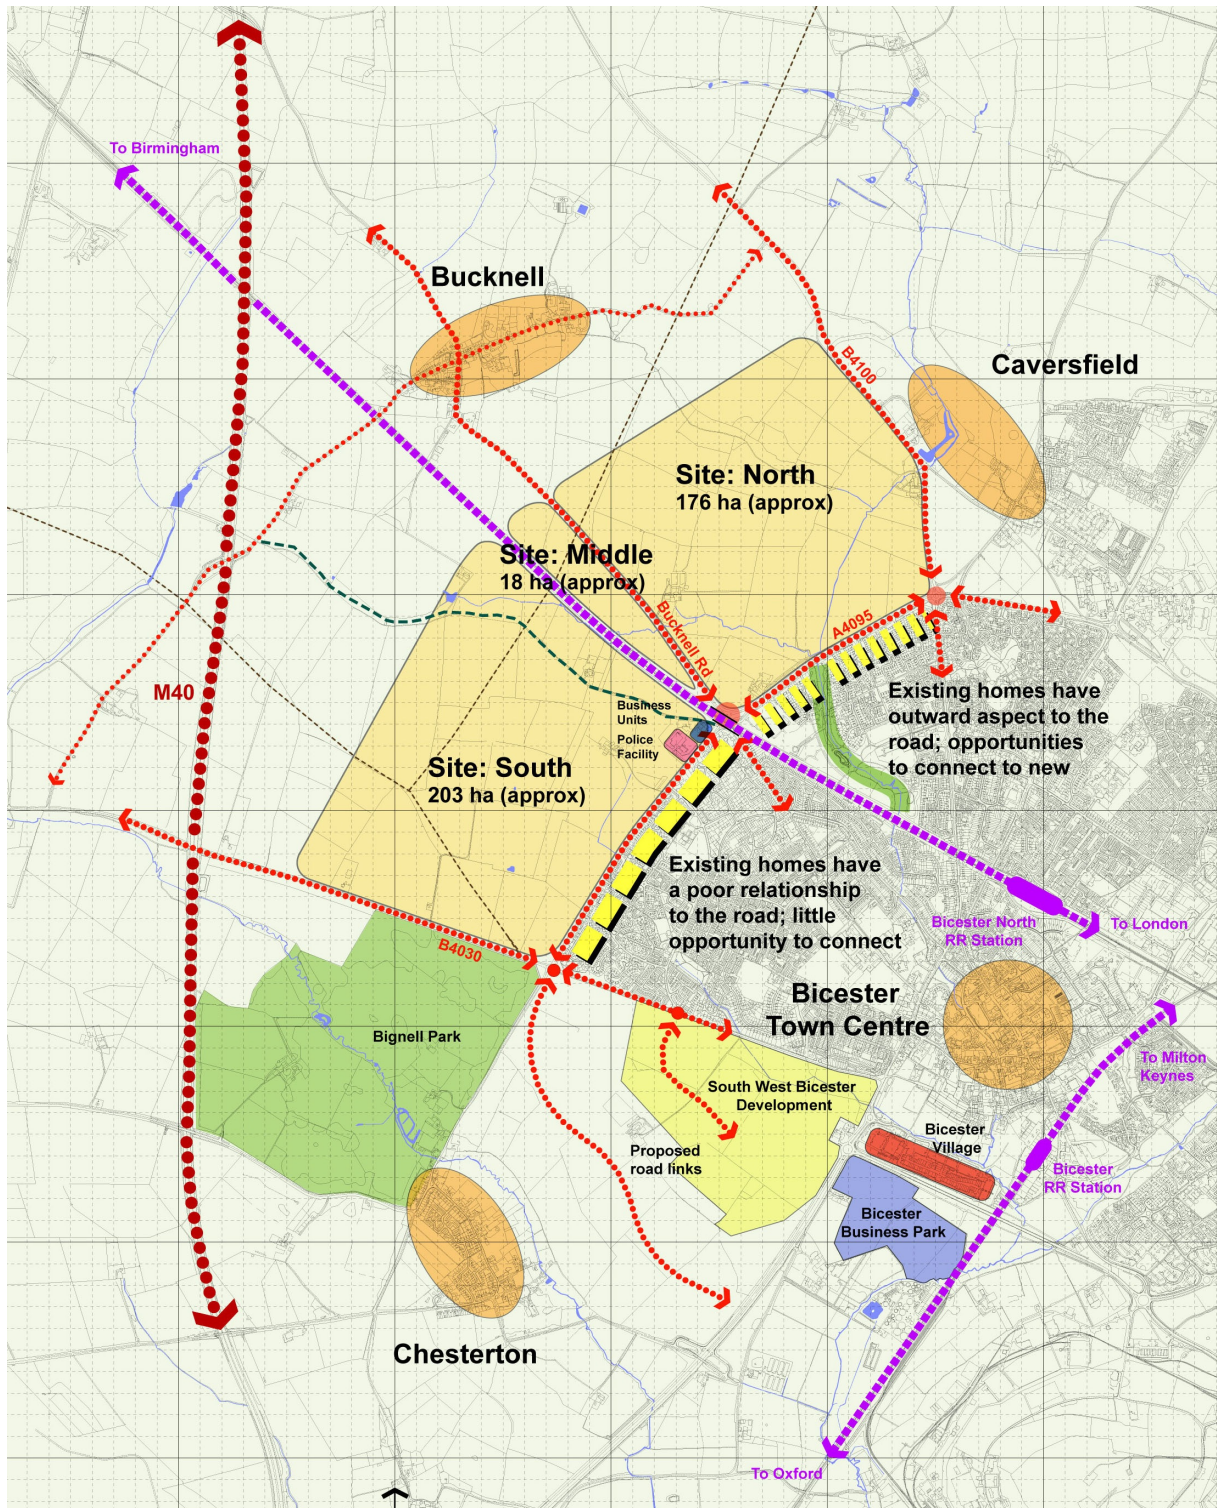 To Birmingham
Bucknell
Caversfield
B4100
Site: North
176 ha (approx)
Site: Middle
18 ha (approx)
Bucknell Rd
A4095
M40
Business
Units
Police
Facility
Existing homes have
outward aspect to the
road; opportunities
to connect to new
Site: South
203 ha (approx)
Existing homes have
a poor relationship
to the road; little
opportunity to connect
B4030
Bicester North
RR Station
To London
Bicester
Town Centre
Bignell Park
To Milton
Keynes
South West Bicester
Development
Bicester
Village
Proposed
road links
Bicester
RR Station
Bicester
Business Park
Chesterton
To Oxford